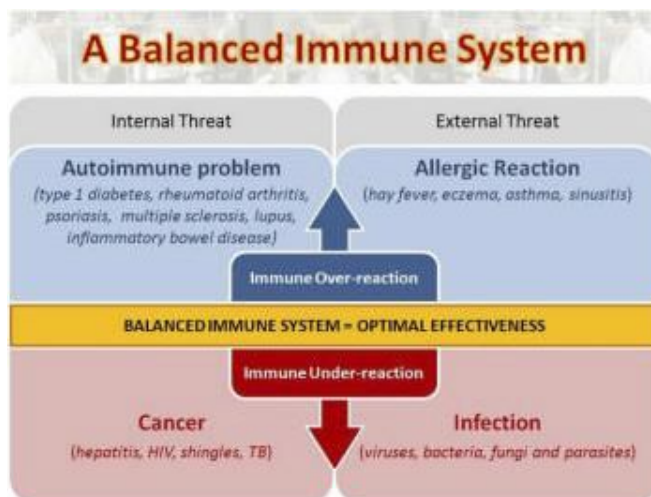 A Balanced Immune System
Internal Threat
External Threat
Autoimmune problem
(type 1 diabetes, rheumatoid arthritis,
psoriasis, multiple sclerosis, lupus,
inflammatory bowel disease)
Allergic Reaction
(hay fever, eczema, asthma, sinusitis)
Immune Over-reaction
BALANCED IMMUNE SYSTEM = OPTIMAL EFFECTIVENESS
Immune Under-reaction
Cancer
(hepatitis, HIV, shingles, TB)
Infection
(viruses, bacteria, fungi and parasites)